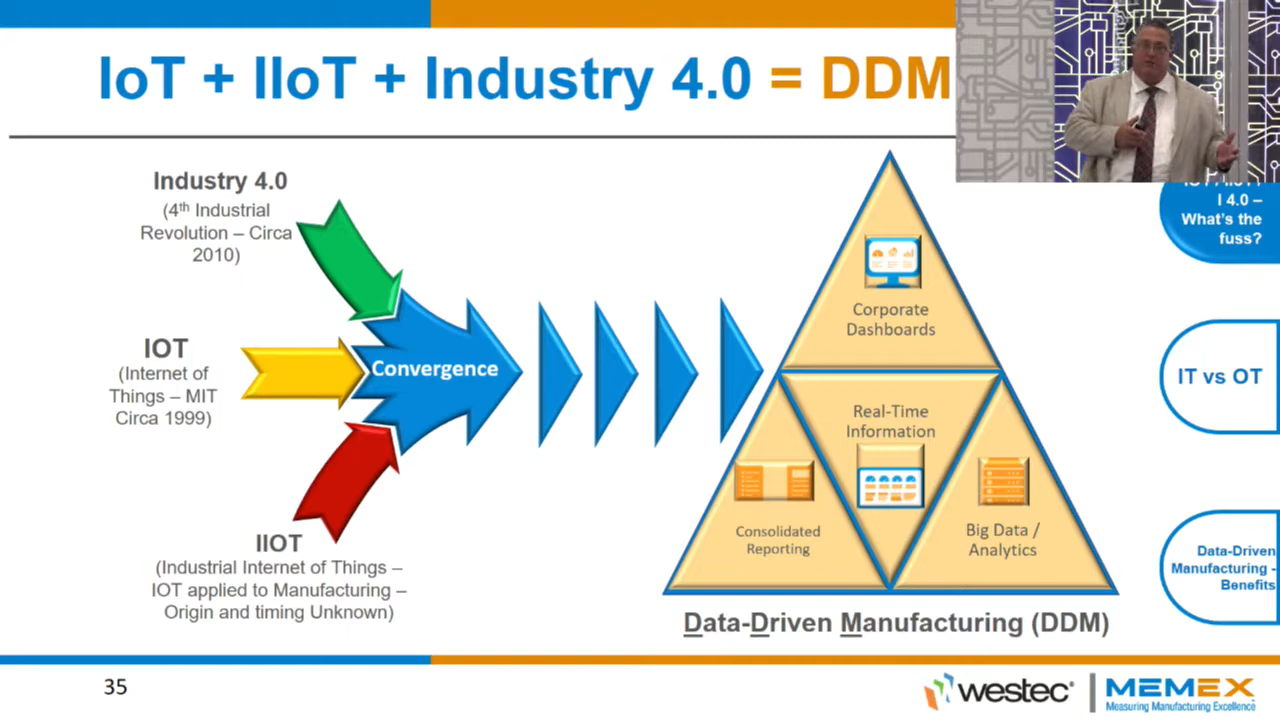 IoT + IIoT + Industry 4.0 = DDM
Industry 4.0
(4th Industrial
Revolution – Circa
2010)
IOT
(Internet of
Things – MIT
Circa 1999)
IIOT
(Industrial Internet of Things –
IOT applied to Manufacturing –
Origin and timing Unknown)
Convergence
Corporate
Dashboards
Real-Time
Information
Consolidated
Reporting
Big Data /
Analytics
Data-Driven Manufacturing (DDM)
I 4.0 –
What's the
fuss?
IT vs OT
Data-Driven
Manufacturing -
Benefits
35
westec
MEMEX
Measuring Manufacturing Excellence